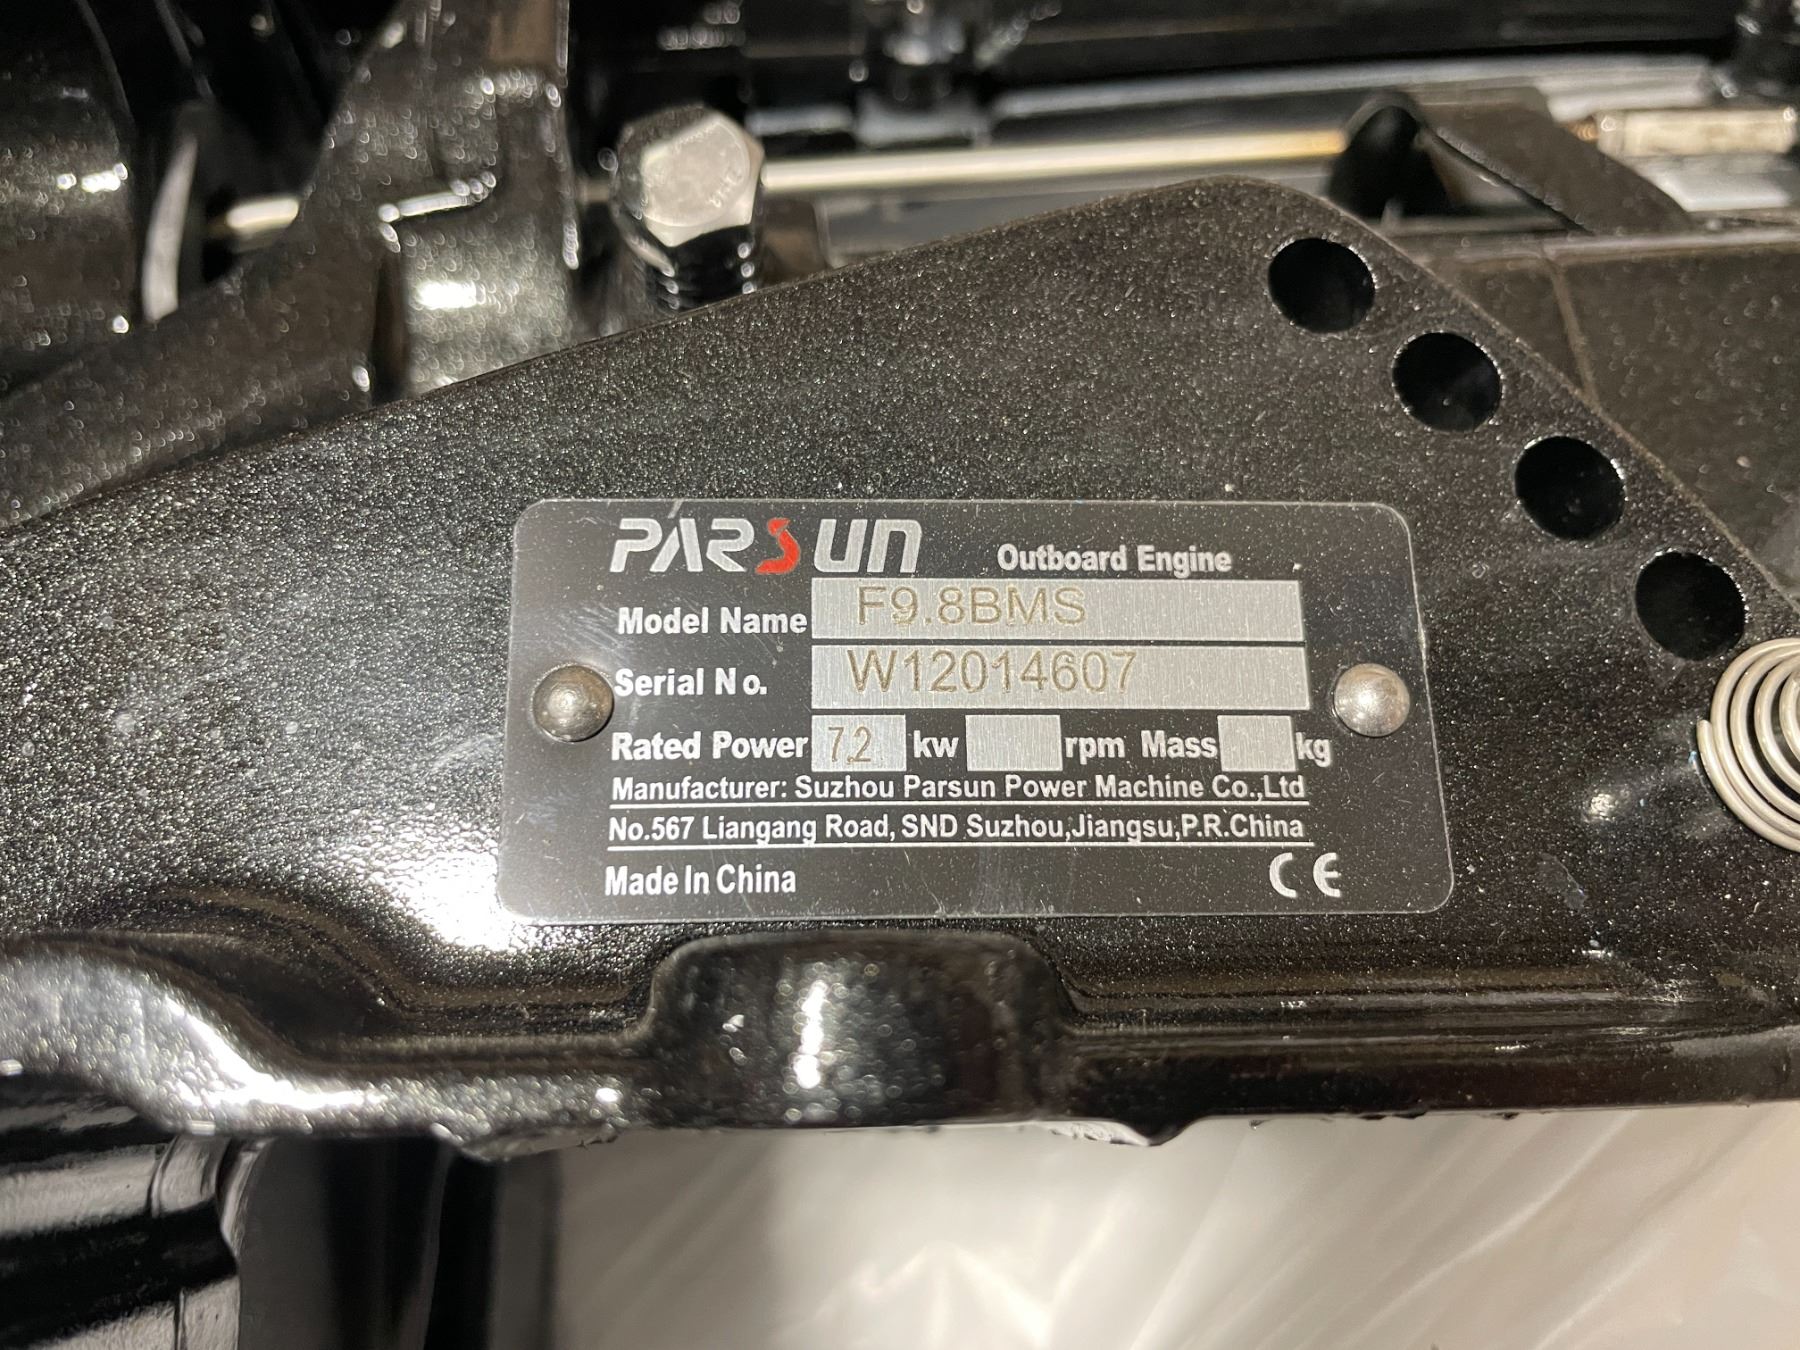 PARSUN Outboard Engine
Model Name F9.8BMS
Serial No. W12014607
Rated Power 7.2 kw rpm Mass kg
Manufacturer: Suzhou Parsun Power Machine Co.,Ltd
No.567 Liangang Road, SND Suzhou,Jiangsu,P.R.China
Made In China CE